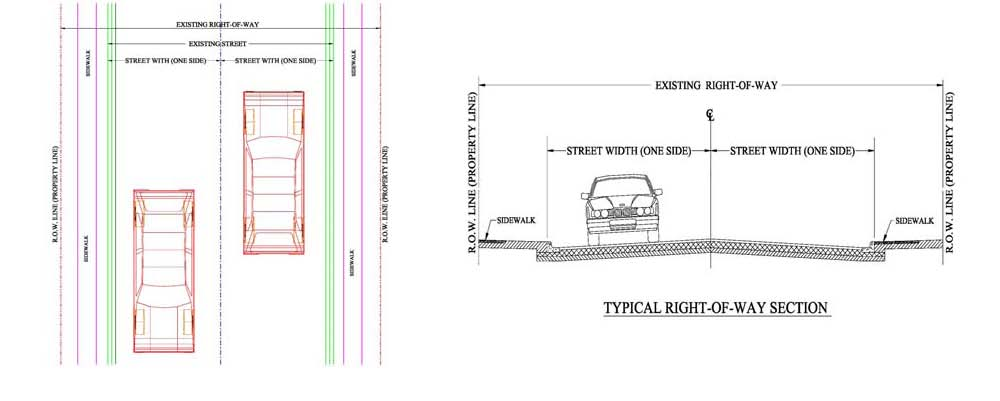 EXISTING RIGHT-OF-WAY
EXISTING STREET
STREET WITH (ONE SIDE)
STREET WITH (ONE SIDE)
SIDEWALK
SIDEWALK
R.O.W. LINE (PROPERTY LINE)
R.O.W. LINE (PROPERTY LINE)
SIDEWALK
SIDEWALK
EXISTING RIGHT-OF-WAY
CL
STREET WIDTH (ONE SIDE)
STREET WIDTH (ONE SIDE)
R.O.W. LINE (PROPERTY LINE)
R.O.W. LINE (PROPERTY LINE)
SIDEWALK
SIDEWALK
TYPICAL RIGHT-OF-WAY SECTION